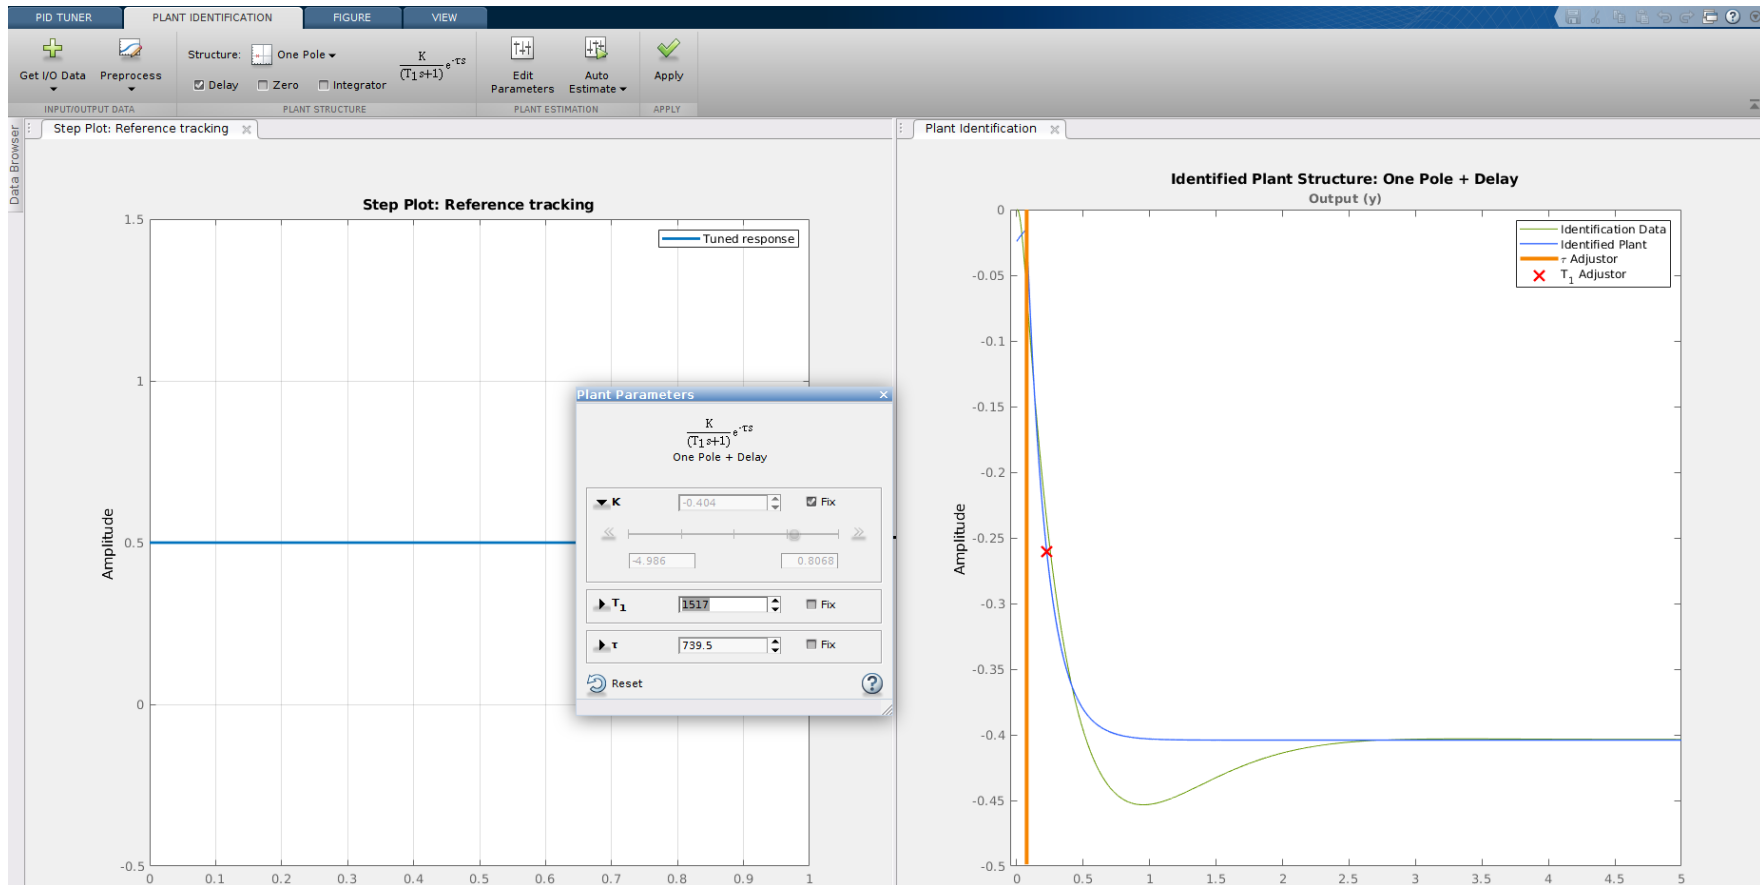 PID TUNER PLANT IDENTIFICATION FIGURE VIEW
Get I/O Data Preprocess
Structure: One Pole
Delay Zero Integrator
K
(T1s+1) e-τs
Edit Parameters
Auto Estimate
Apply
INPUT/OUTPUT DATA PLANT STRUCTURE PLANT ESTIMATION APPLY
Data Browser
Step Plot: Reference tracking
Step Plot: Reference tracking
Tuned response
Amplitude
1.5
1
0.5
0
-0.5
0 0.1 0.2 0.3 0.4 0.5 0.6 0.7 0.8 0.9 1
Plant Parameters
K
(T1s+1) e-τs
One Pole + Delay
K -0.404 Fix
-4.986 0.8068
T1 1517 Fix
τ 739.5 Fix
Reset
Plant Identification
Identified Plant Structure: One Pole + Delay
Output (y)
Identification Data
Identified Plant
τ Adjustor
T1 Adjustor
Amplitude
0
-0.05
-0.1
-0.15
-0.2
-0.25
-0.3
-0.35
-0.4
-0.45
-0.5
0 0.5 1 1.5 2 2.5 3 3.5 4 4.5 5